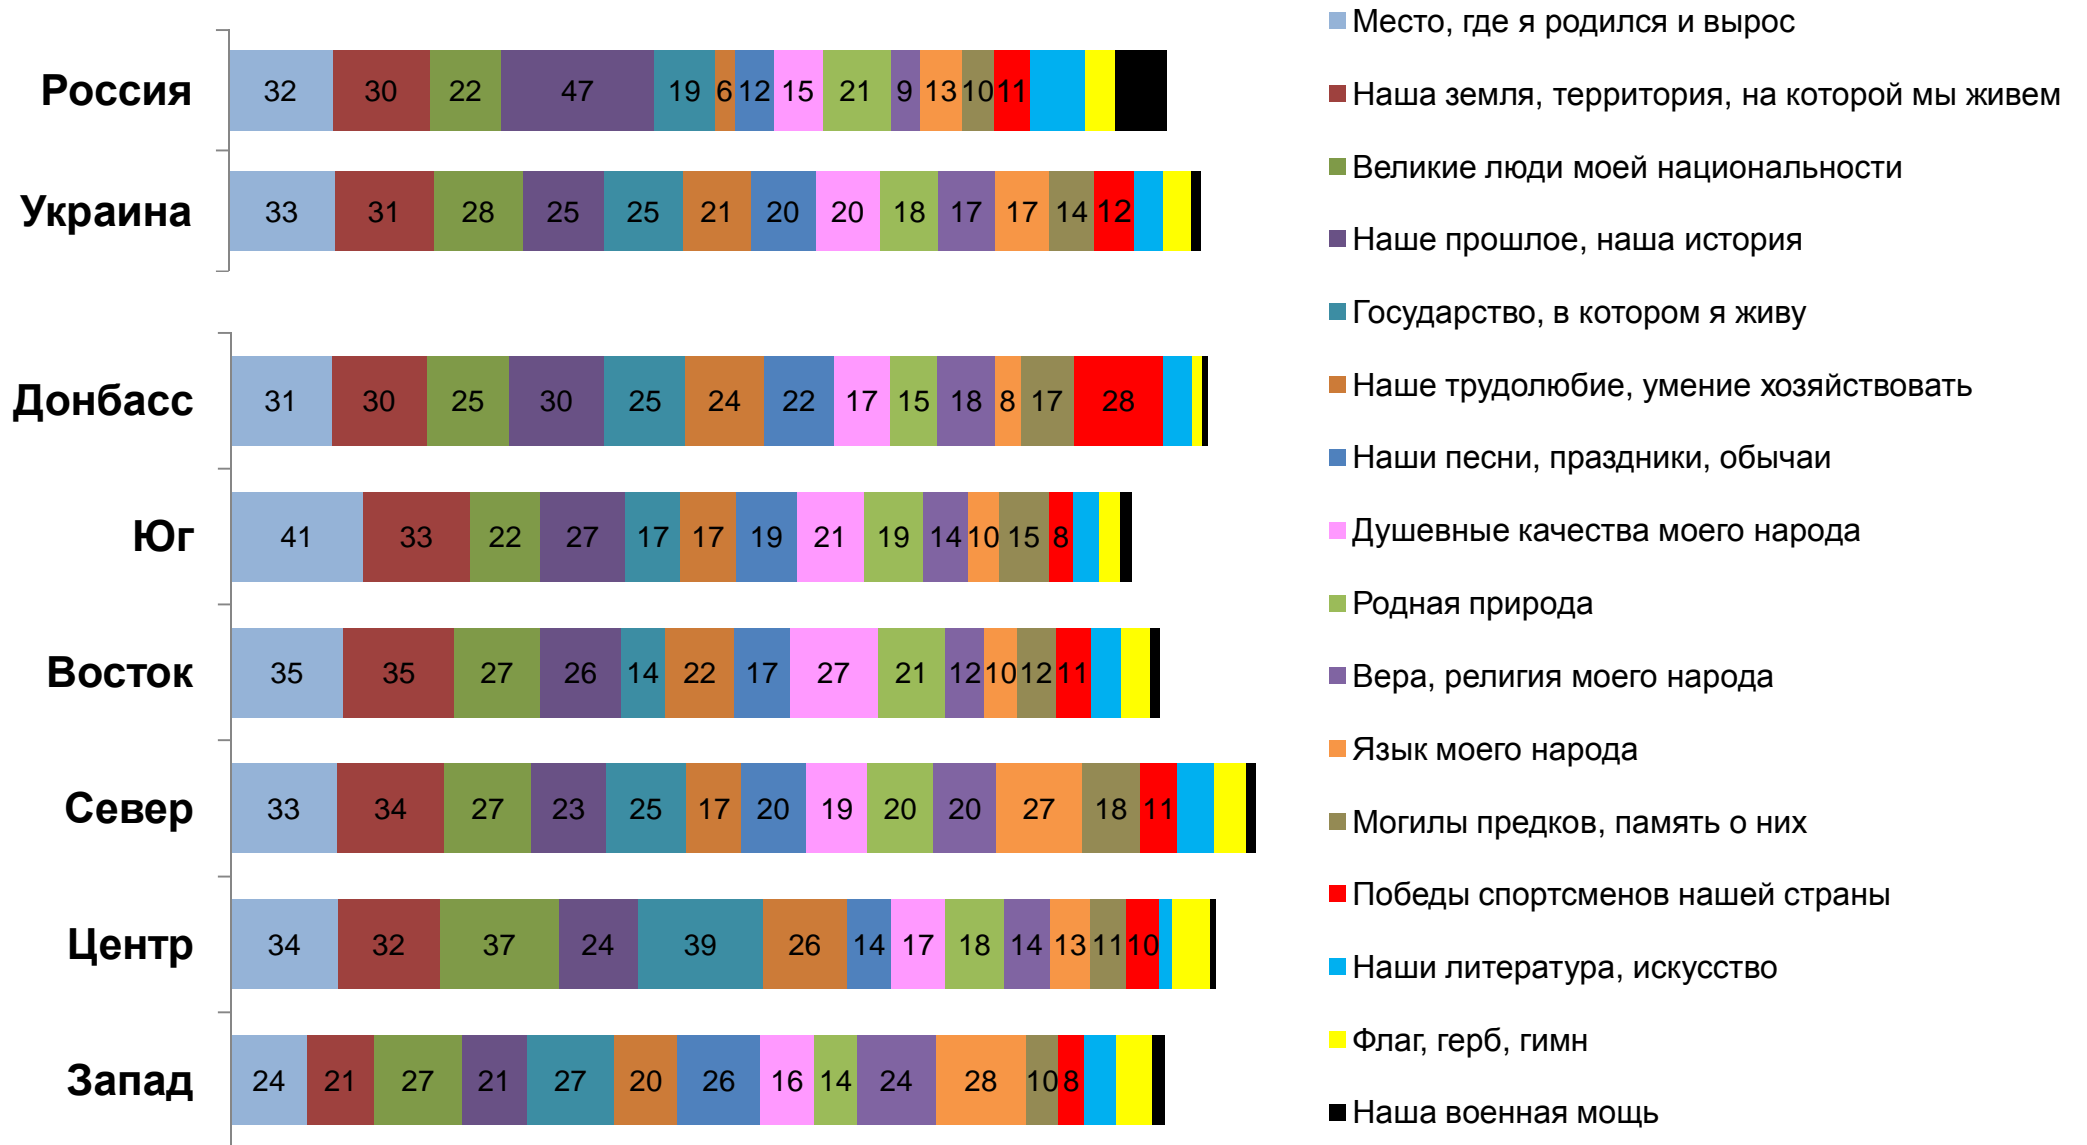 Россия 32 30 22 47 19 6 12 15 21 9 13 10 11
Украина 33 31 28 25 25 21 20 20 18 17 17 14 12
Донбасс 31 30 25 30 25 24 22 17 15 18 8 17 28
Юг 41 33 22 27 17 17 19 21 19 14 10 15 8
Восток 35 35 27 26 14 22 17 27 21 12 10 12 11
Север 33 34 27 23 25 17 20 19 20 20 27 18 11
Центр 34 32 37 24 39 26 14 17 18 14 13 11 10
Запад 24 21 27 21 27 20 26 16 14 24 28 10 8
Место, где я родился и вырос
Наша земля, территория, на которой мы живем
Великие люди моей национальности
Наше прошлое, наша история
Государство, в котором я живу
Наше трудолюбие, умение хозяйствовать
Наши песни, праздники, обычаи
Душевные качества моего народа
Родная природа
Вера, религия моего народа
Язык моего народа
Могилы предков, память о них
Победы спортсменов нашей страны
Наши литература, искусство
Флаг, герб, гимн
Наша военная мощь